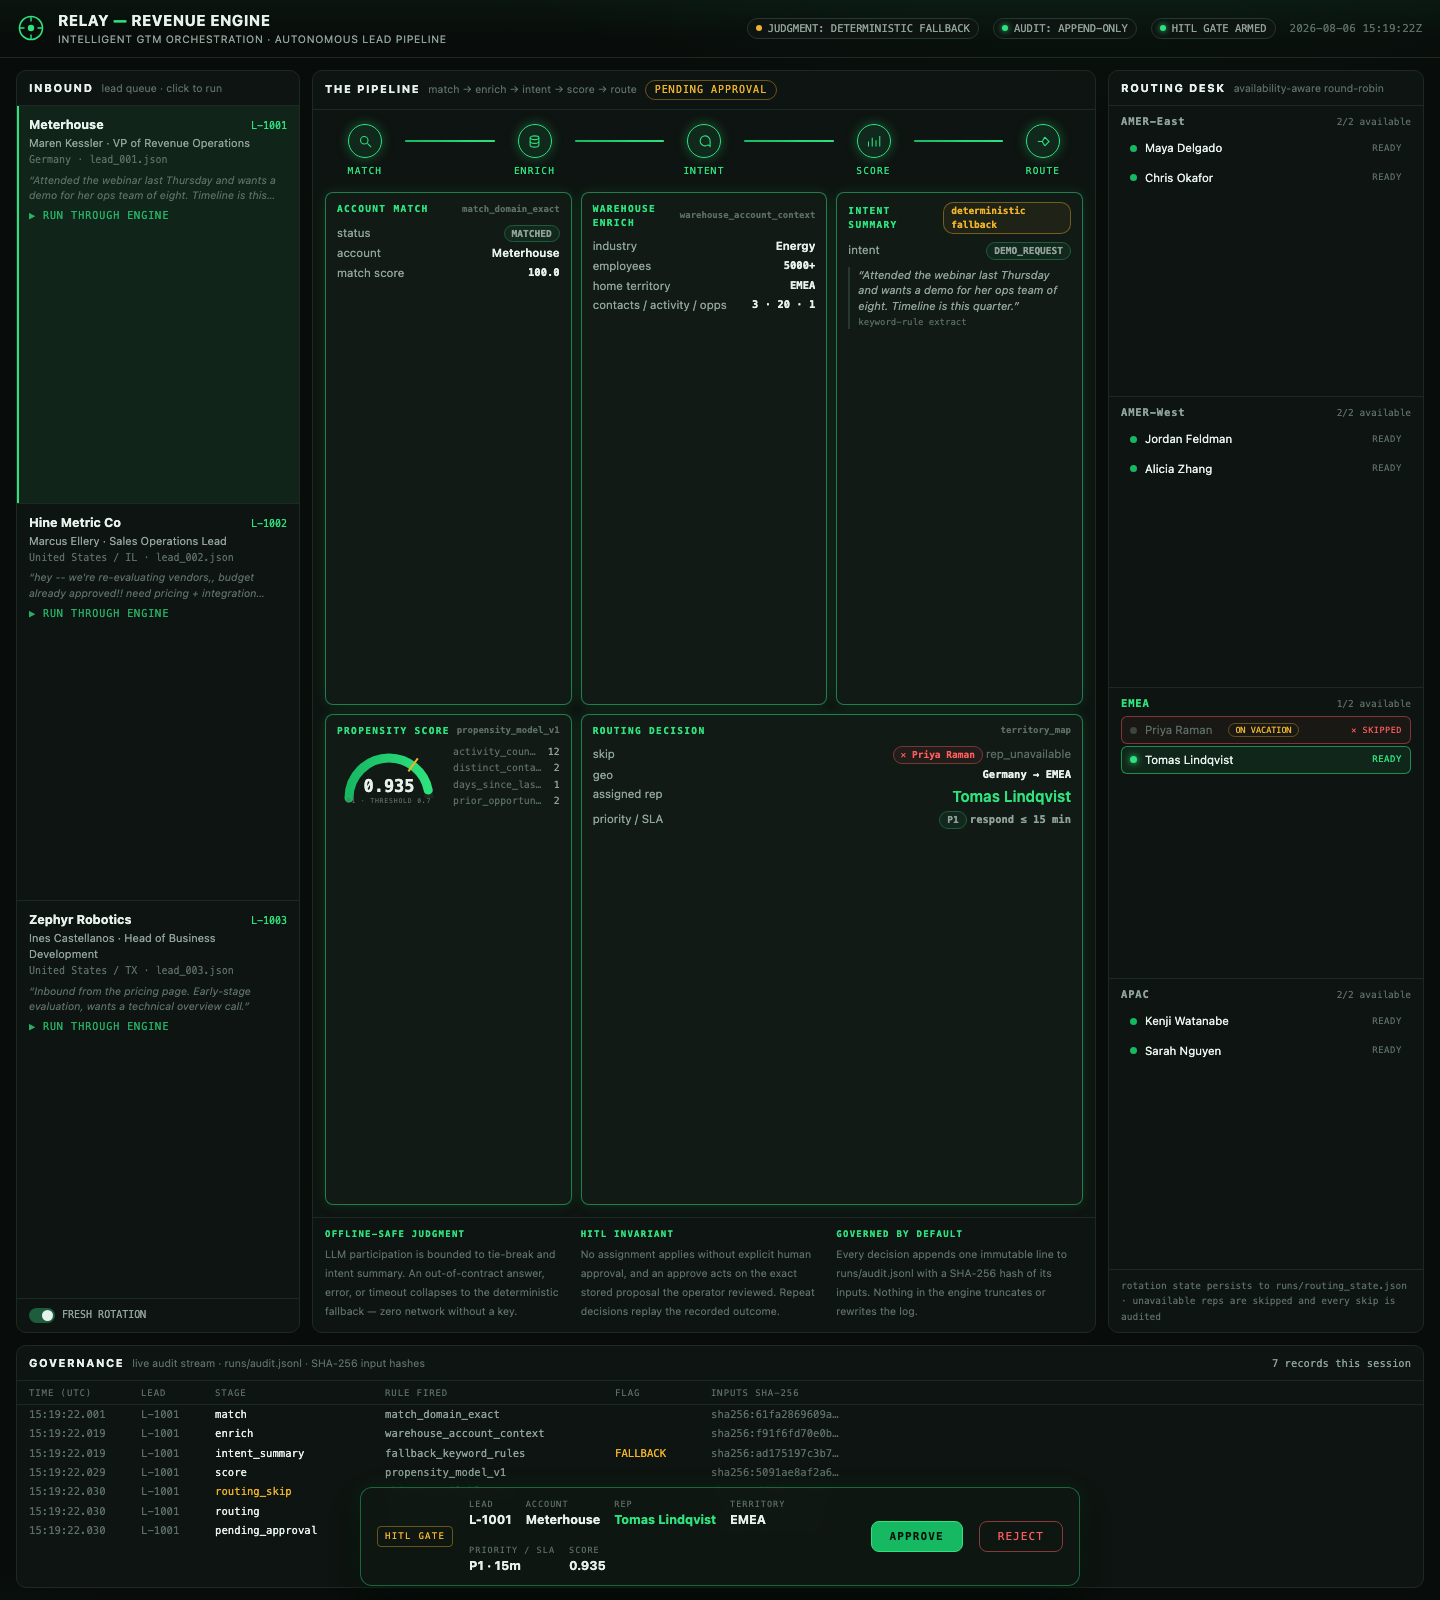 RELAY — REVENUE ENGINE
INTELLIGENT GTM ORCHESTRATION · AUTONOMOUS LEAD PIPELINE
JUDGMENT: DETERMINISTIC FALLBACK
AUDIT: APPEND-ONLY
HITL GATE ARMED
2026-08-06 15:19:22Z
INBOUND lead queue · click to run
Meterhouse L-1001
Maren Kessler · VP of Revenue Operations
Germany · lead_001.json
"Attended the webinar last Thursday and wants a
demo for her ops team of eight. Timeline is this…
▶ RUN THROUGH ENGINE
Hine Metric Co L-1002
Marcus Ellery · Sales Operations Lead
United States / IL · lead_002.json
"hey -- we're re-evaluating vendors,, budget
already approved!! need pricing + integration…
▶ RUN THROUGH ENGINE
Zephyr Robotics L-1003
Ines Castellanos · Head of Business
Development
United States / TX · lead_003.json
"Inbound from the pricing page. Early-stage
evaluation, wants a technical overview call."
▶ RUN THROUGH ENGINE
FRESH ROTATION
THE PIPELINE match → enrich → intent → score → route PENDING APPROVAL
MATCH ENRICH INTENT SCORE ROUTE
ACCOUNT MATCH match_domain_exact
status MATCHED
account Meterhouse
match score 100.0
WAREHOUSE
ENRICH
warehouse_account_context
industry Energy
employees 5000+
home territory EMEA
contacts / activity / opps 3 · 20 · 1
INTENT
SUMMARY
deterministic
fallback
intent DEMO_REQUEST
"Attended the webinar last Thursday
and wants a demo for her ops team of
eight. Timeline is this quarter."
keyword-rule extract
PROPENSITY SCORE propensity_model_v1
0.935
· THRESHOLD 0.7
activity_coun… 12
distinct_conta… 2
days_since_las… 1
prior_opportun… 2
ROUTING DECISION territory_map
skip × Priya Raman rep_unavailable
geo Germany → EMEA
assigned rep Tomas Lindqvist
priority / SLA P1 respond ≤ 15 min
OFFLINE-SAFE JUDGMENT
LLM participation is bounded to tie-break and
intent summary. An out-of-contract answer,
error, or timeout collapses to the deterministic
fallback — zero network without a key.
HITL INVARIANT
No assignment applies without explicit human
approval, and an approve acts on the exact
stored proposal the operator reviewed. Repeat
decisions replay the recorded outcome.
GOVERNED BY DEFAULT
Every decision appends one immutable line to
runs/audit.jsonl with a SHA-256 hash of its
inputs. Nothing in the engine truncates or
rewrites the log.
ROUTING DESK availability-aware round-robin
AMER-East 2/2 available
Maya Delgado READY
Chris Okafor READY
AMER-West 2/2 available
Jordan Feldman READY
Alicia Zhang READY
EMEA 1/2 available
Priya Raman ON VACATION × SKIPPED
Tomas Lindqvist READY
APAC 2/2 available
Kenji Watanabe READY
Sarah Nguyen READY
rotation state persists to runs/routing_state.json
· unavailable reps are skipped and every skip is
audited
GOVERNANCE live audit stream · runs/audit.jsonl · SHA-256 input hashes 7 records this session
TIME (UTC) LEAD STAGE RULE FIRED FLAG INPUTS SHA-256
15:19:22.001 L-1001 match match_domain_exact sha256:61fa2869609a…
15:19:22.019 L-1001 enrich warehouse_account_context sha256:f91f6fd70e0b…
15:19:22.019 L-1001 intent_summary fallback_keyword_rules FALLBACK sha256:ad175197c3b7…
15:19:22.029 L-1001 score propensity_model_v1 sha256:5091ae8af2a6…
15:19:22.030 L-1001 routing_skip
15:19:22.030 L-1001 routing
15:19:22.030 L-1001 pending_approval
HITL GATE
LEAD ACCOUNT REP TERRITORY
L-1001 Meterhouse Tomas Lindqvist EMEA
PRIORITY / SLA SCORE
P1 · 15m 0.935
APPROVE
REJECT